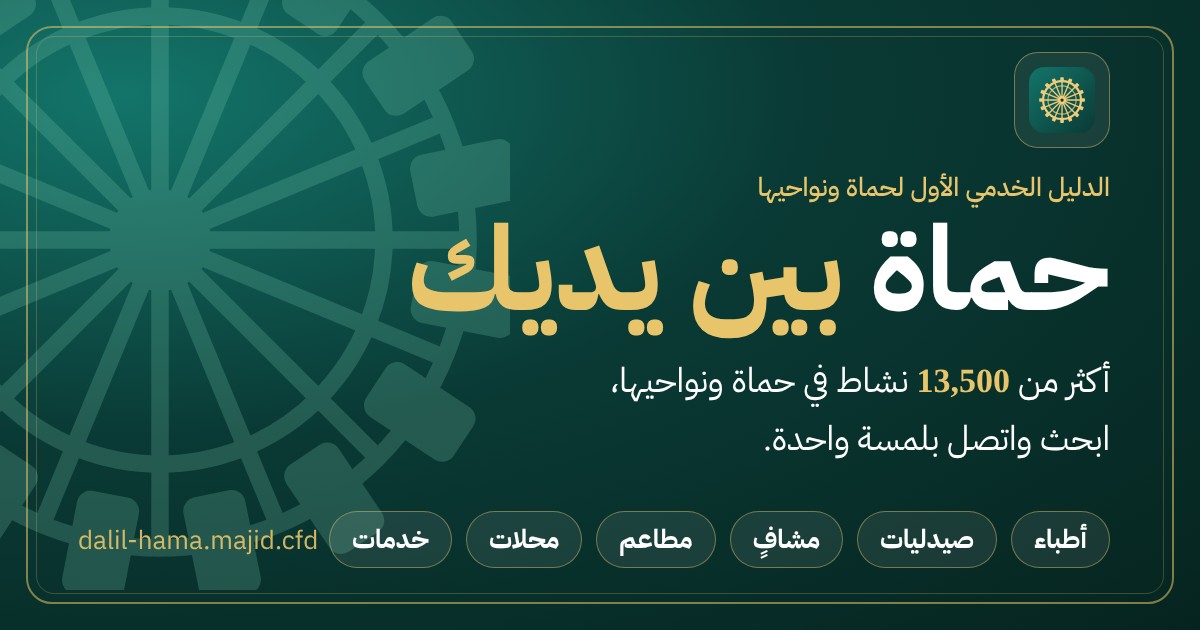 الدليل الخدمي الأول لحماة ونواحيها
حماة بين يديك
أكثر من 13,500 نشاط في حماة ونواحيها،
ابحث واتصل بلمسة واحدة.
أطباء صيدليات مشافٍ مطاعم محلات خدمات dalil-hama.majid.cfd